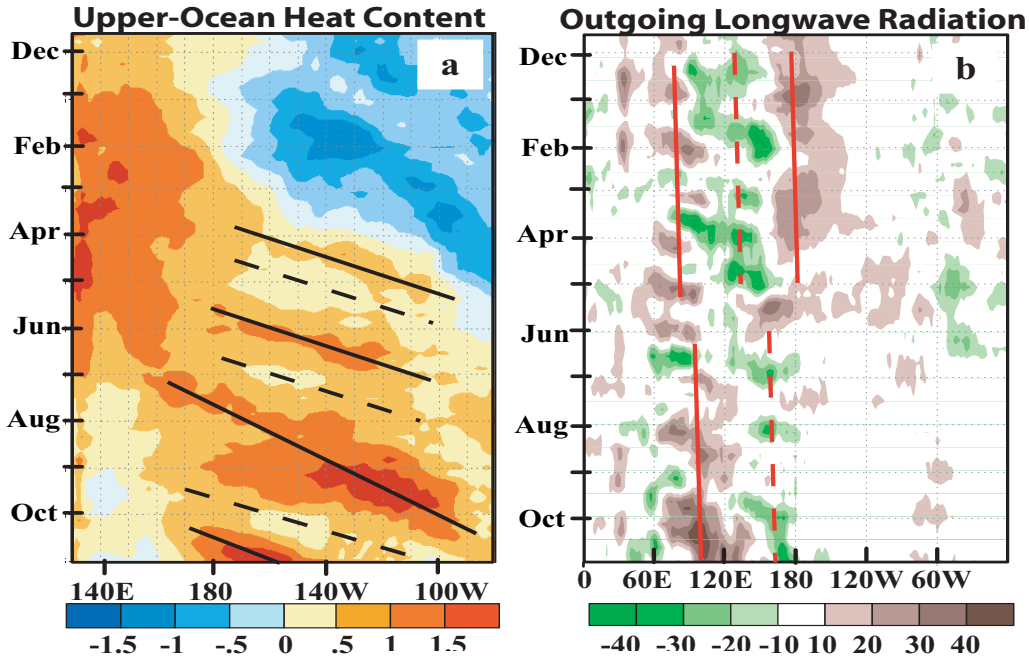 Upper-Ocean Heat Content
Outgoing Longwave Radiation
a
b
Dec
Feb
Apr
Jun
Aug
Oct
140E 180 140W 100W
-1.5 -1 -.5 0 .5 1 1.5
Dec
Feb
Apr
Jun
Aug
Oct
0 60E 120E 180 120W 60W
-40 -30 -20 -10 10 20 30 40